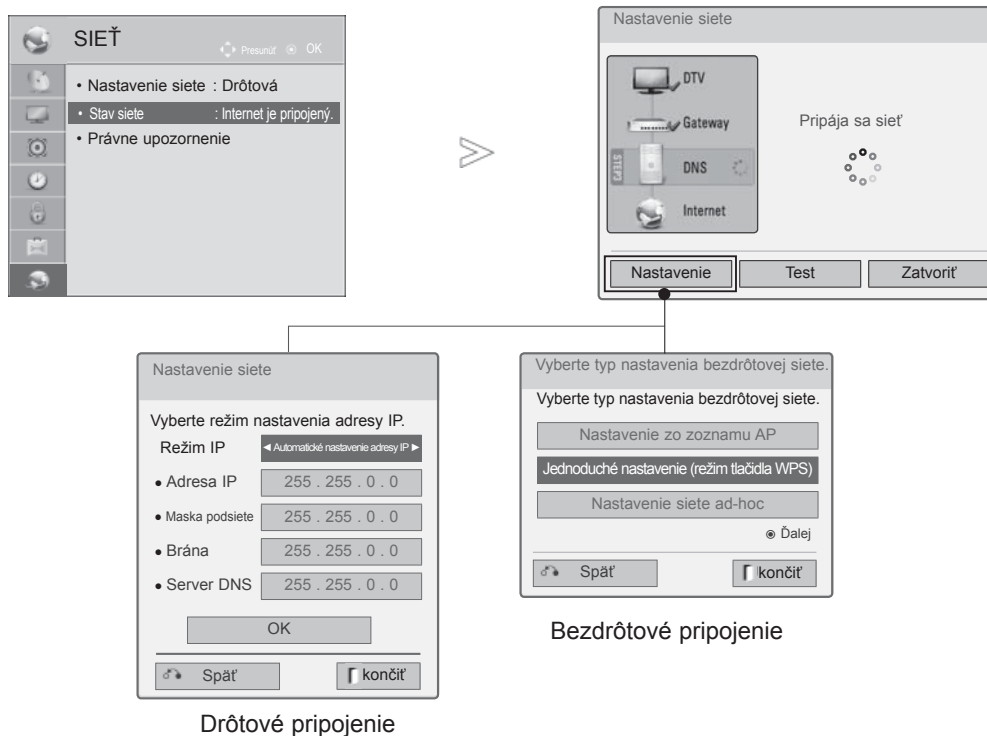 SIEŤ
Presunúť OK
• Nastavenie siete : Drôtová
• Stav siete : Internet je pripojený.
• Právne upozornenie
Nastavenie siete
DTV
Gateway
STEP3
DNS
Internet
Pripája sa sieť
Nastavenie
Test
Zatvoriť
Nastavenie siete
Vyberte režim nastavenia adresy IP.
Režim IP ◄ Automatické nastavenie adresy IP ►
• Adresa IP 255 . 255 . 0 . 0
• Maska podsiete 255 . 255 . 0 . 0
• Brána 255 . 255 . 0 . 0
• Server DNS 255 . 255 . 0 . 0
OK
Späť
končiť
Drôtové pripojenie
Vyberte typ nastavenia bezdrôtovej siete.
Vyberte typ nastavenia bezdrôtovej siete.
Nastavenie zo zoznamu AP
Jednoduché nastavenie (režim tlačidla WPS)
Nastavenie siete ad-hoc
Ďalej
Späť
končiť
Bezdrôtové pripojenie